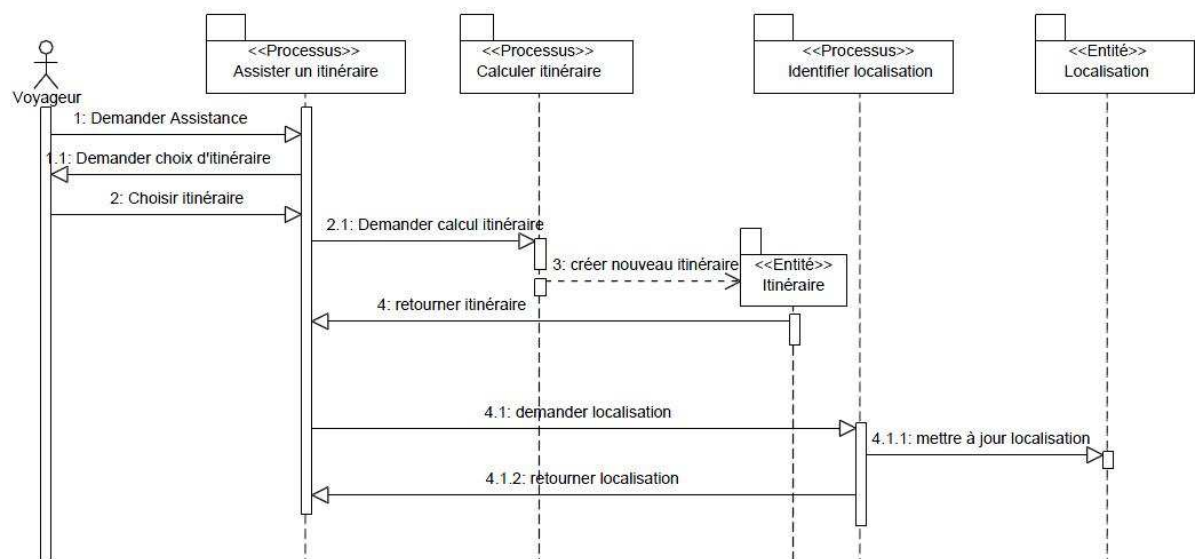 <<Processus>>
Assister un itinéraire
<<Processus>>
Calculer itinéraire
<<Processus>>
Identifier localisation
<<Entité>>
Localisation
Voyageur
1: Demander Assistance
1.1: Demander choix d'itinéraire
2: Choisir itinéraire
2.1: Demander calcul itinéraire
3: créer nouveau itinéraire
<<Entité>>
Itinéraire
4: retourner itinéraire
4.1: demander localisation
4.1.1: mettre à jour localisation
4.1.2: retourner localisation